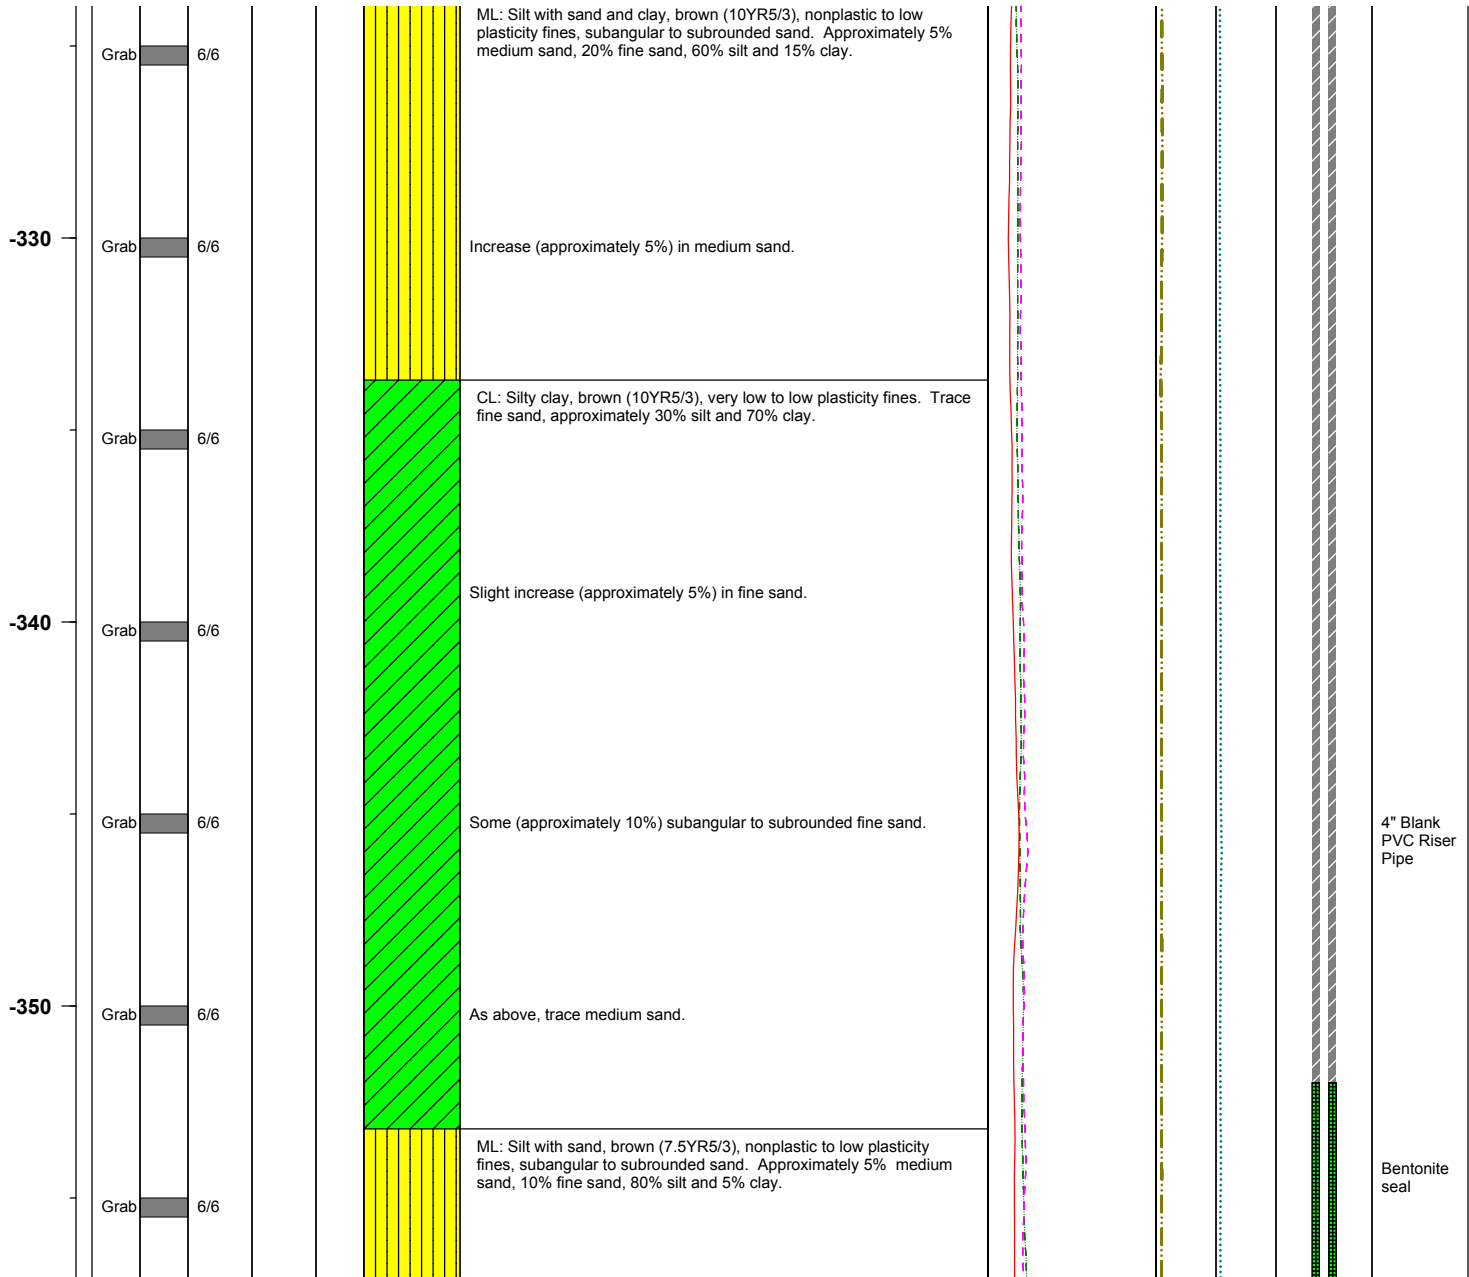 ML: Silt with sand and clay, brown (10YR5/3), nonplastic to low
plasticity fines, subangular to subrounded sand.  Approximately 5%
medium sand, 20% fine sand, 60% silt and 15% clay.
Grab 6/6
-330
Grab 6/6
Increase (approximately 5%) in medium sand.
CL: Silty clay, brown (10YR5/3), very low to low plasticity fines.  Trace
fine sand, approximately 30% silt and 70% clay.
Grab 6/6
Slight increase (approximately 5%) in fine sand.
-340
Grab 6/6
Grab 6/6
Some (approximately 10%) subangular to subrounded fine sand.
4" Blank
PVC Riser
Pipe
-350
Grab 6/6
As above, trace medium sand.
ML: Silt with sand, brown (7.5YR5/3), nonplastic to low plasticity
fines, subangular to subrounded sand.  Approximately 5%  medium
sand, 10% fine sand, 80% silt and 5% clay.
Bentonite
seal
Grab 6/6